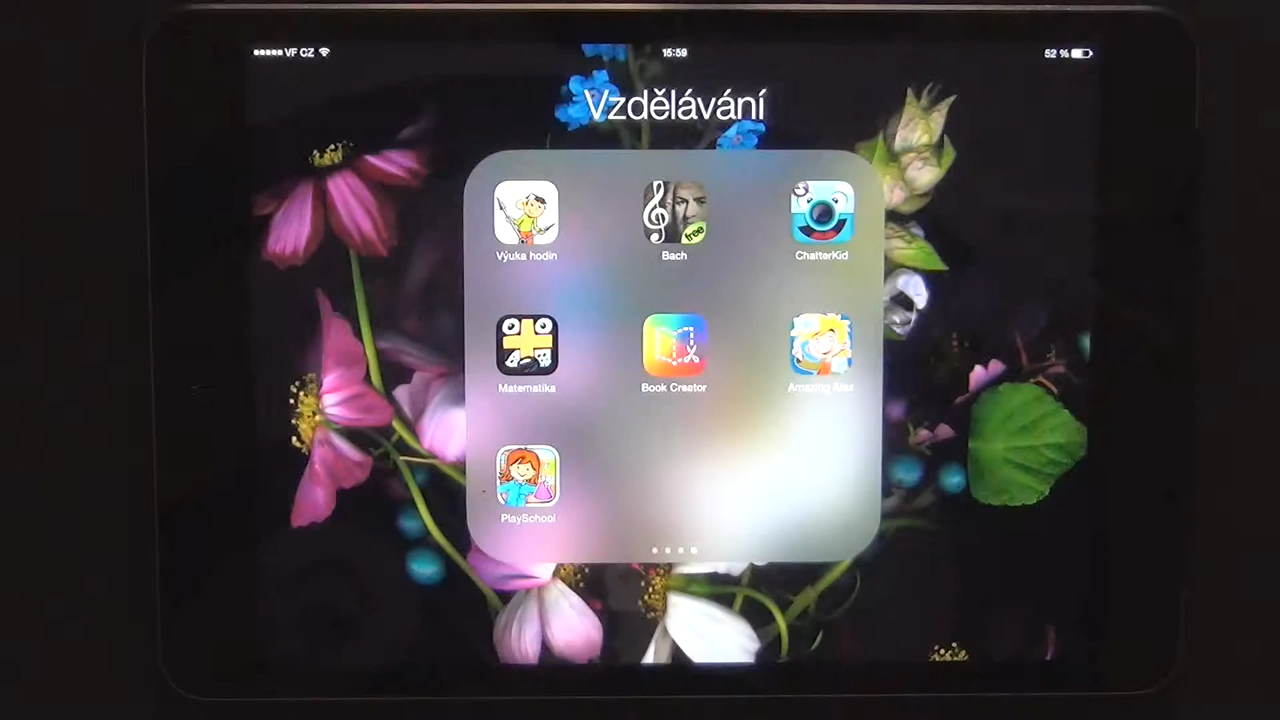 VF CZ
15:59
52 %
Vzdělávání
free
Výuka hodin
Bach
ChatterKid
Matematika
Book Creator
Amazing Alex
PlaySchool